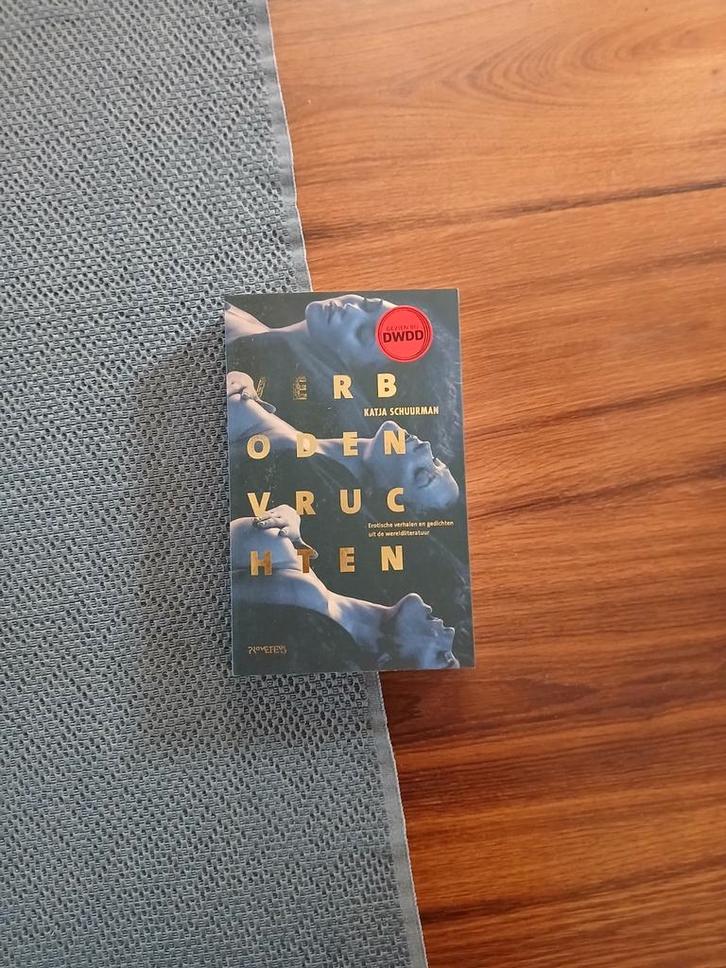 GEZIEN BIJ
DWDD
VERB
KATJA SCHUURMAN
ODEN
VRUC
Erotische verhalen en gedichten
uit de wereldliteratuur
HTEN
PROMETHEUS